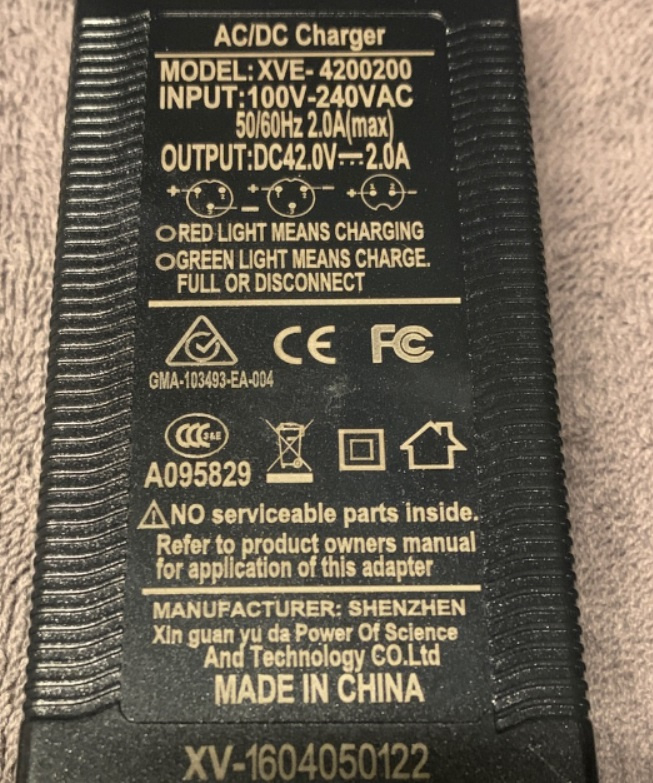 AC/DC Charger
MODEL: XVE- 4200200
INPUT:100V-240VAC
50/60Hz 2.0A(max)
OUTPUT:DC42.0V⎓2.0A
RED LIGHT MEANS CHARGING
GREEN LIGHT MEANS CHARGE.
FULL OR DISCONNECT
CE FC
GMA-103493-EA-004
CCC S&E
A095829
NO serviceable parts inside.
Refer to product owners manual
for application of this adapter
MANUFACTURER: SHENZHEN
Xin guan yu da Power Of Science
And Technology CO.Ltd
MADE IN CHINA
XV-1604050122